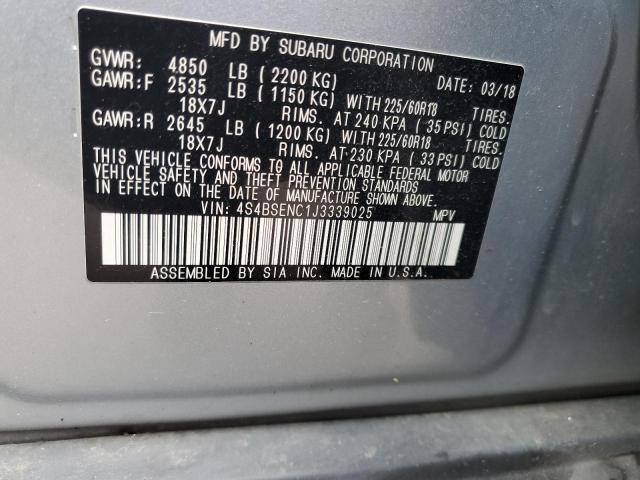 MFD BY SUBARU CORPORATION
GVWR: 4850 LB (2200 KG) DATE: 03/18
GAWR:F 2535 LB (1150 KG) WITH 225/60R18 TIRES.
18X7J RIMS. AT 240 KPA (35 PSI) COLD
GAWR:R 2645 LB (1200 KG) WITH 225/60R18 TIRES.
18X7J RIMS. AT 230 KPA (33 PSI) COLD
THIS VEHICLE CONFORMS TO ALL APPLICABLE FEDERAL MOTOR
VEHICLE SAFETY AND THEFT PREVENTION STANDARDS
IN EFFECT ON THE DATE OF MANUFACTURE SHOWN ABOVE.
VIN: 4S4BSENC1J3339025 MPV
ASSEMBLED BY SIA INC. MADE IN U.S.A.